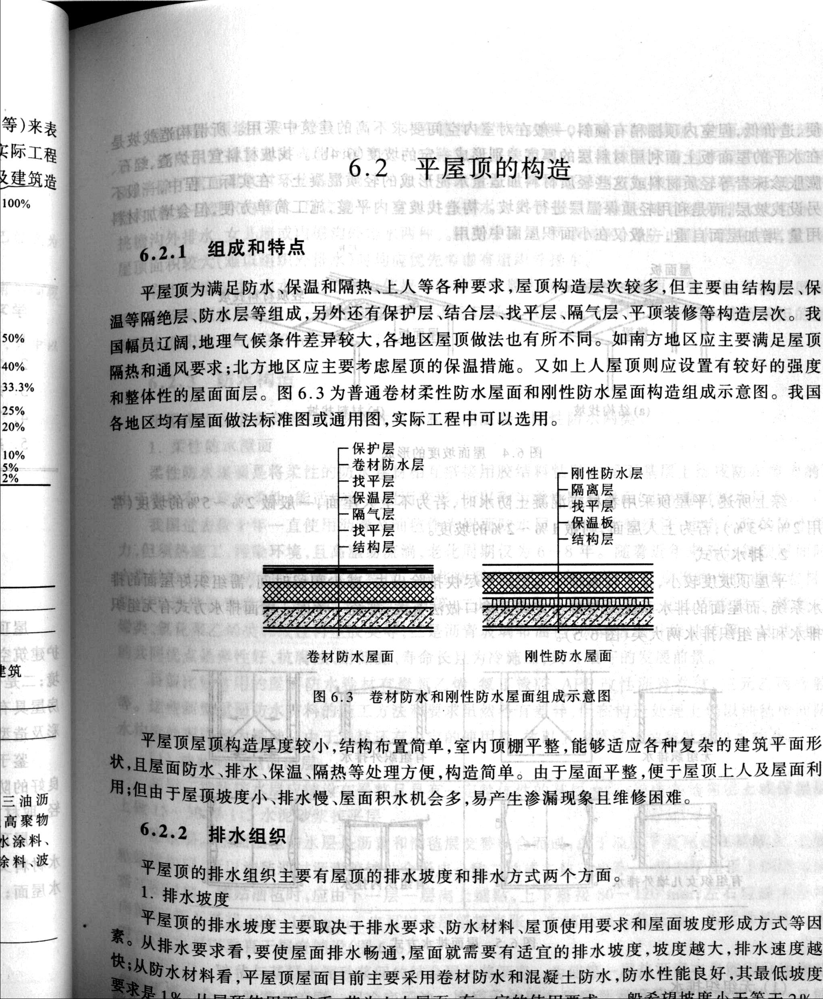 等)来表
实际工程
及建筑造
100%
50%
40%
33.3%
25%
20%
10%
5%
2%
建筑
三油沥
高聚物
水涂料、
涂料、波
6.2 平屋顶的构造
6.2.1 组成和特点
平屋顶为满足防水、保温和隔热、上人等各种要求,屋顶构造层次较多,但主要由结构层、保
温等隔绝层、防水层等组成,另外还有保护层、结合层、找平层、隔气层、平顶装修等构造层次。我
国幅员辽阔,地理气候条件差异较大,各地区屋顶做法也有所不同。如南方地区应主要满足屋顶
隔热和通风要求;北方地区应主要考虑屋顶的保温措施。又如上人屋顶则应设置有较好的强度
和整体性的屋面面层。图6.3为普通卷材柔性防水屋面和刚性防水屋面构造组成示意图。我国
各地区均有屋面做法标准图或通用图,实际工程中可以选用。
保护层
卷材防水层
找平层
保温层
隔气层
找平层
结构层
刚性防水层
隔离层
找平层
保温板
结构层
卷材防水屋面
刚性防水屋面
图6.3 卷材防水和刚性防水屋面组成示意图
平屋顶屋顶构造厚度较小,结构布置简单,室内顶棚平整,能够适应各种复杂的建筑平面形
状,且屋面防水、排水、保温、隔热等处理方便,构造简单。由于屋面平整,便于屋顶上人及屋面利
用;但由于屋顶坡度小、排水慢、屋面积水机会多,易产生渗漏现象且维修困难。
6.2.2 排水组织
平屋顶的排水组织主要有屋顶的排水坡度和排水方式两个方面。
1. 排水坡度
平屋顶的排水坡度主要取决于排水要求、防水材料、屋顶使用要求和屋面坡度形成方式等因
素。从排水要求看,要使屋面排水畅通,屋面就需要有适宜的排水坡度,坡度越大,排水速度越
快;从防水材料看,平屋顶屋面目前主要采用卷材防水和混凝土防水,防水性能良好,其最低坡度
要求是1%